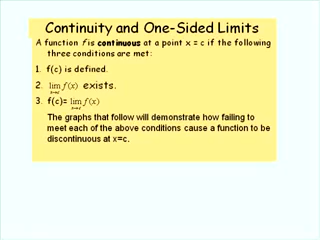 Continuity and One-Sided Limits
A function f is continuous at a point x = c if the following
three conditions are met:
1. f(c) is defined.
2. lim f(x) exists.
x→c
3. f(c)= lim f(x)
x→c
The graphs that follow will demonstrate how failing to
meet each of the above conditions cause a function to be
discontinuous at x=c.